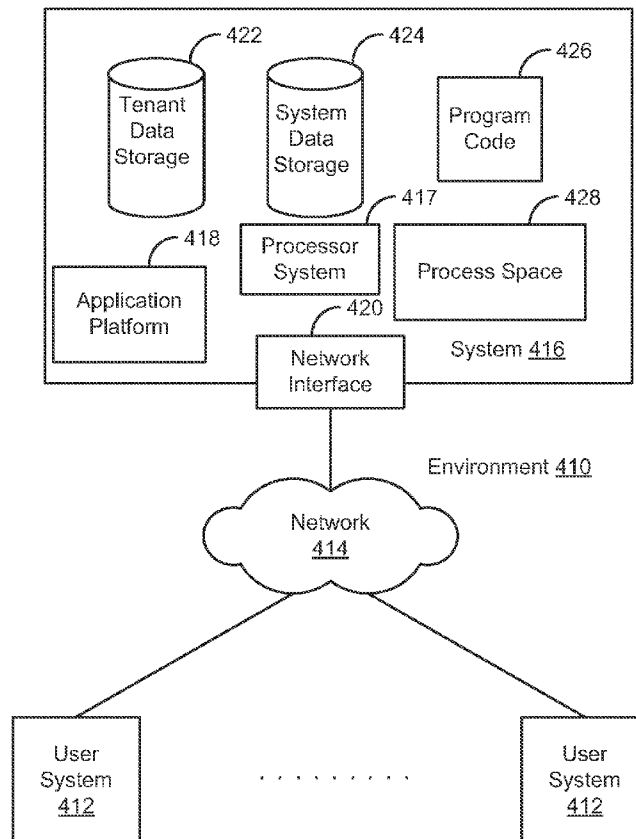 422
424
426
Tenant
Data
Storage
System
Data
Storage
Program
Code
417
428
418
Processor
System
Process Space
Application
Platform
420
Network
Interface
System 416
Environment 410
Network
414
User
System
412
. . . . . . . . .
User
System
412